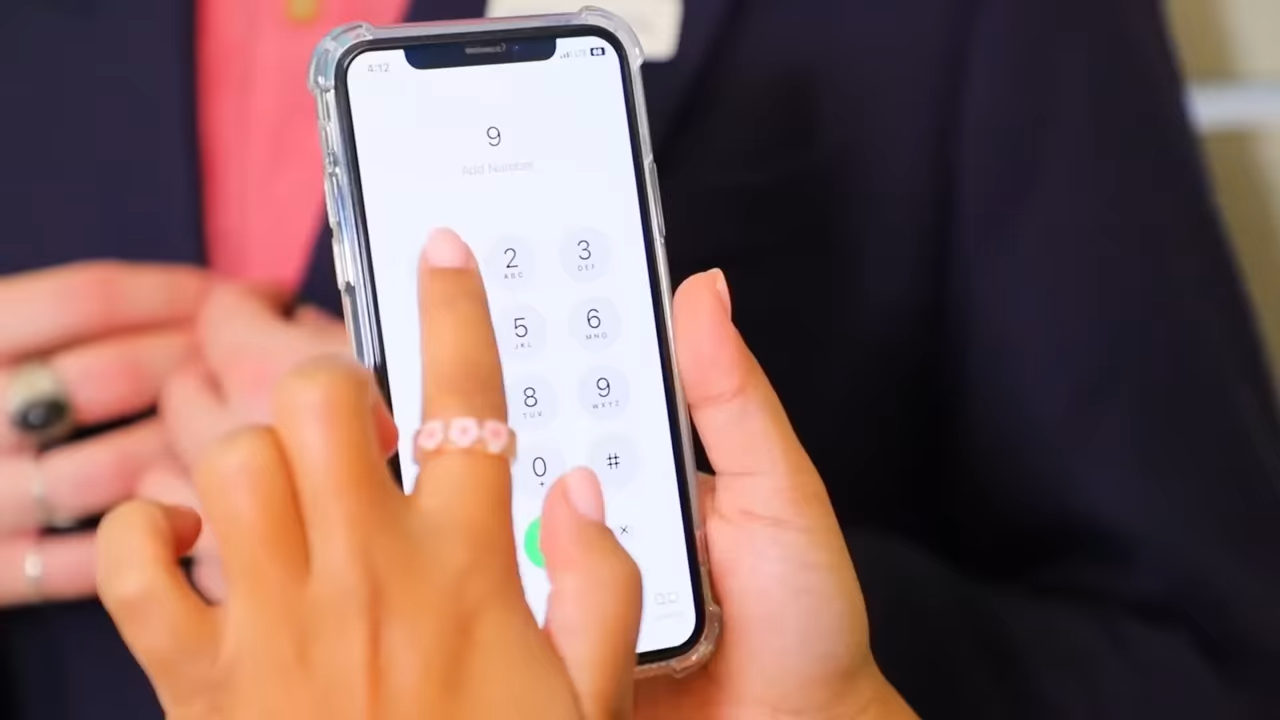 4:12
9
Add Number
2 3
ABC DEF
5 6
JKL MNO
8 9
TUV WXYZ
0 #
+